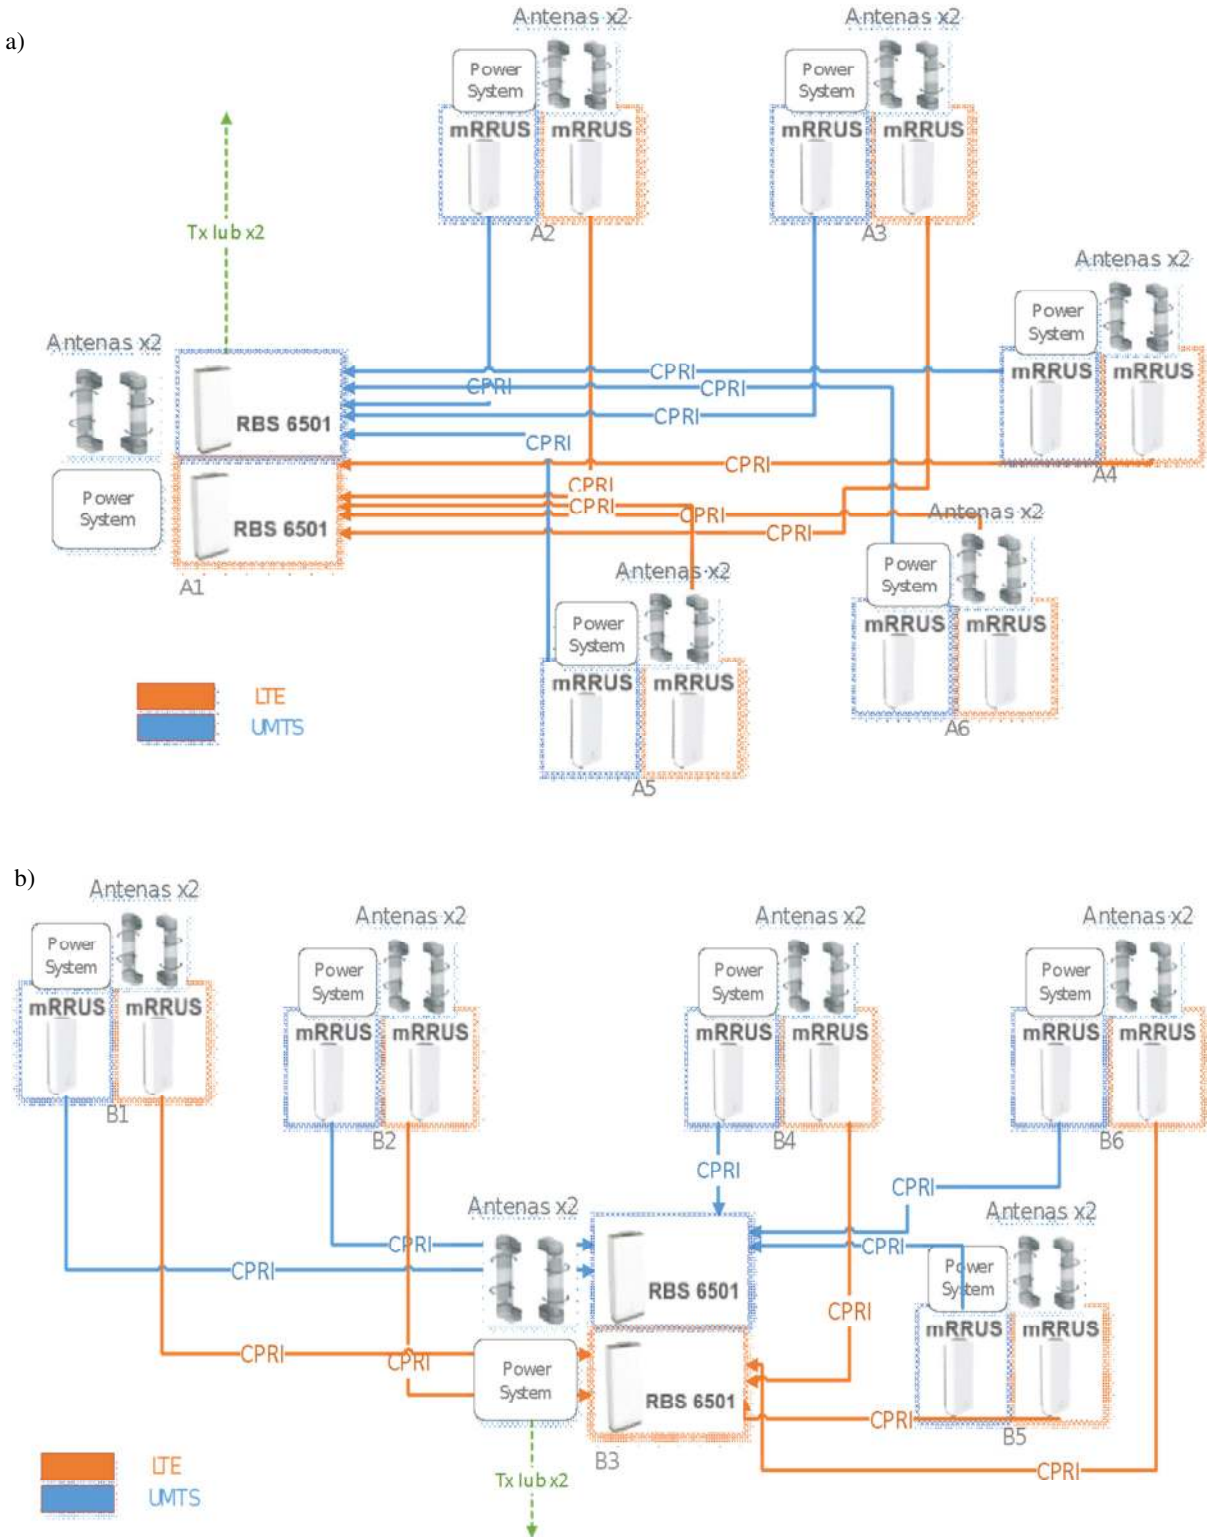 a)
Antenas x2
Power
System
mRRUS
mRRUS
A2
Antenas x2
Power
System
mRRUS
mRRUS
A3
Tx Iub x2
Antenas x2
Power
System
mRRUS
mRRUS
A4
Antenas x2
RBS 6501
RBS 6501
Power
System
A1
CPRI
CPRI
CPRI
CPRI
CPRI
CPRI
CPRI
CPRI
CPRI
CPRI
Antenas x2
Power
System
mRRUS
mRRUS
A6
Antenas x2
Power
System
mRRUS
mRRUS
A5
LTE
UMTS
b)
Antenas x2
Power
System
mRRUS
mRRUS
B1
Antenas x2
Power
System
mRRUS
mRRUS
B2
Antenas x2
Power
System
mRRUS
mRRUS
B4
Antenas x2
Power
System
mRRUS
mRRUS
B6
CPRI
CPRI
Antenas x2
Antenas x2
CPRI
CPRI
CPRI
RBS 6501
Power
System
CPRI
mRRUS
mRRUS
B5
CPRI
CPRI
Power
System
RBS 6501
CPRI
B3
CPRI
Tx Iub x2
LTE
UMTS